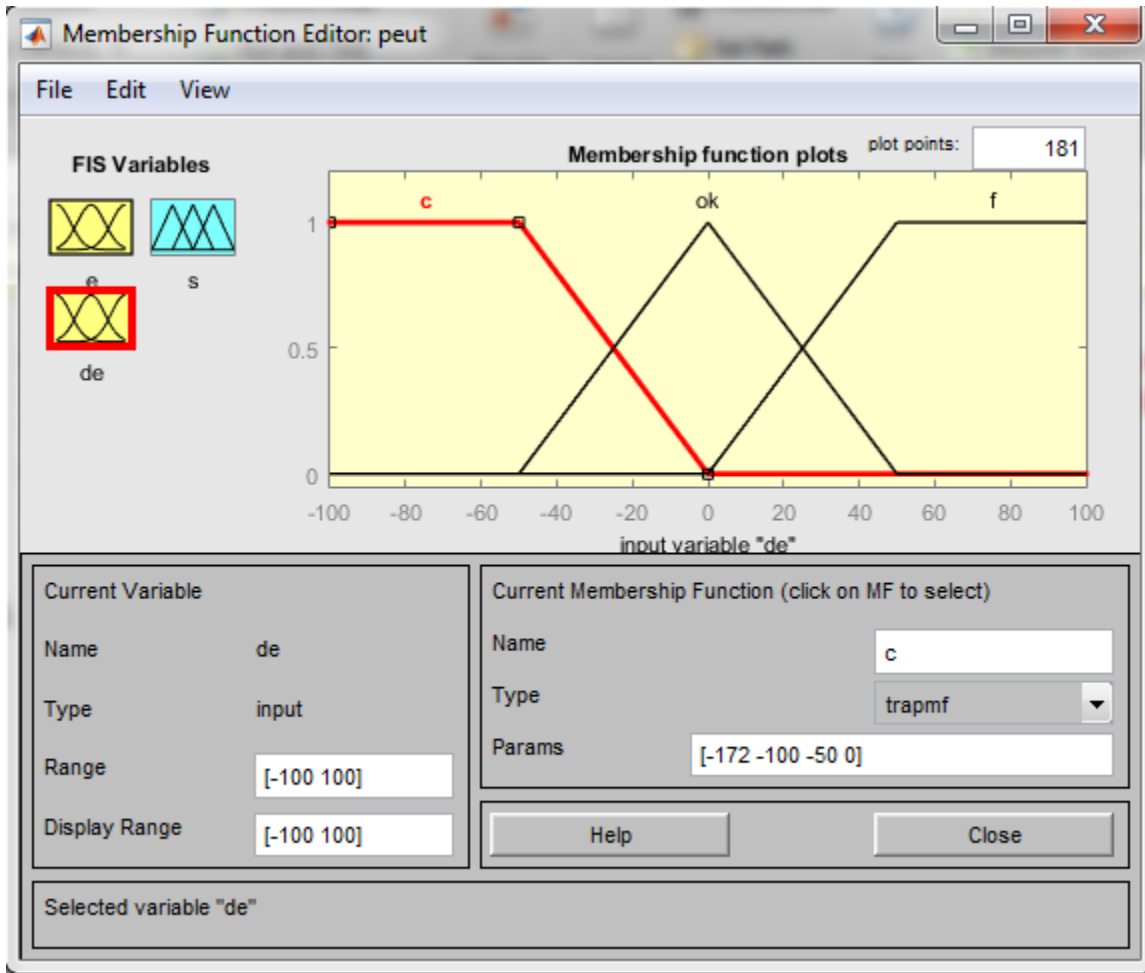 Membership Function Editor: peut
File Edit View
FIS Variables
e s
de
Membership function plots
plot points: 181
c ok f
1
0.5
0
-100 -80 -60 -40 -20 0 20 40 60 80 100
input variable "de"
Current Variable
Name de
Type input
Range [-100 100]
Display Range [-100 100]
Current Membership Function (click on MF to select)
Name c
Type trapmf
Params [-172 -100 -50 0]
Help Close
Selected variable "de"